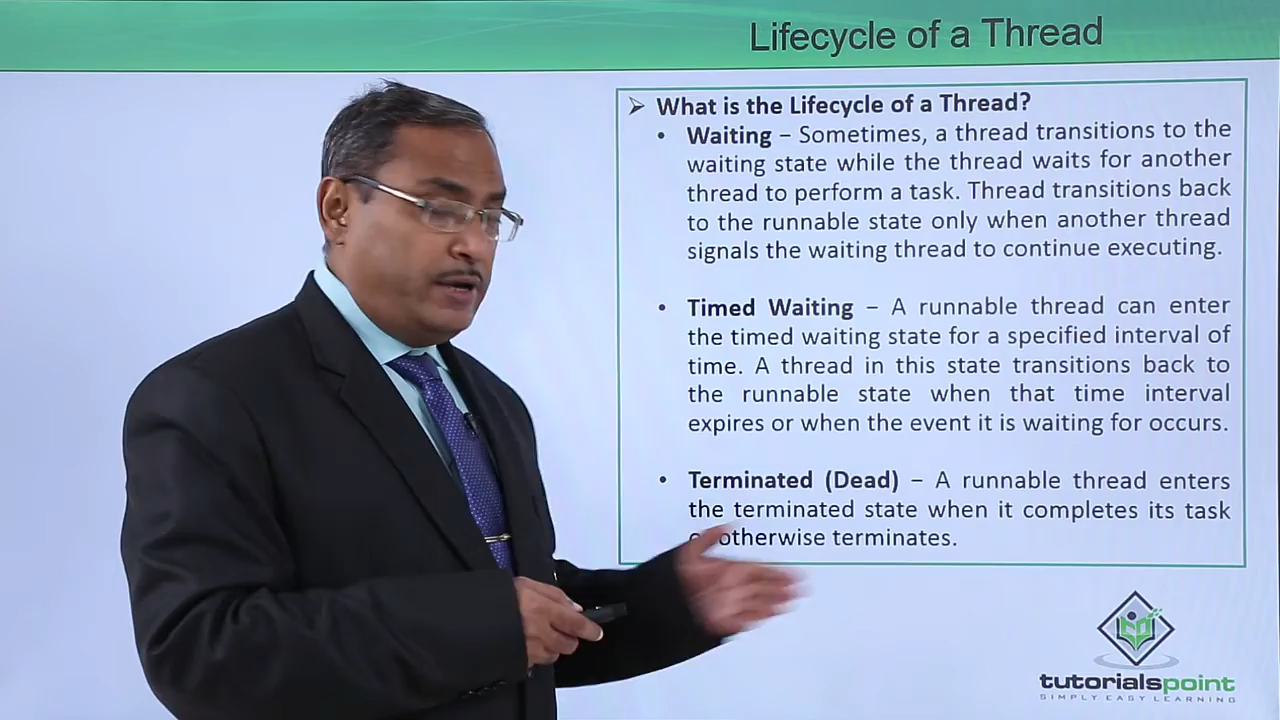 Lifecycle of a Thread
➢ What is the Lifecycle of a Thread?
• Waiting – Sometimes, a thread transitions to the
waiting state while the thread waits for another
thread to perform a task. Thread transitions back
to the runnable state only when another thread
signals the waiting thread to continue executing.
• Timed Waiting – A runnable thread can enter
the timed waiting state for a specified interval of
time. A thread in this state transitions back to
the runnable state when that time interval
expires or when the event it is waiting for occurs.
• Terminated (Dead) – A runnable thread enters
the terminated state when it completes its task
otherwise terminates.
tutorialspoint
SIMPLY EASY LEARNING